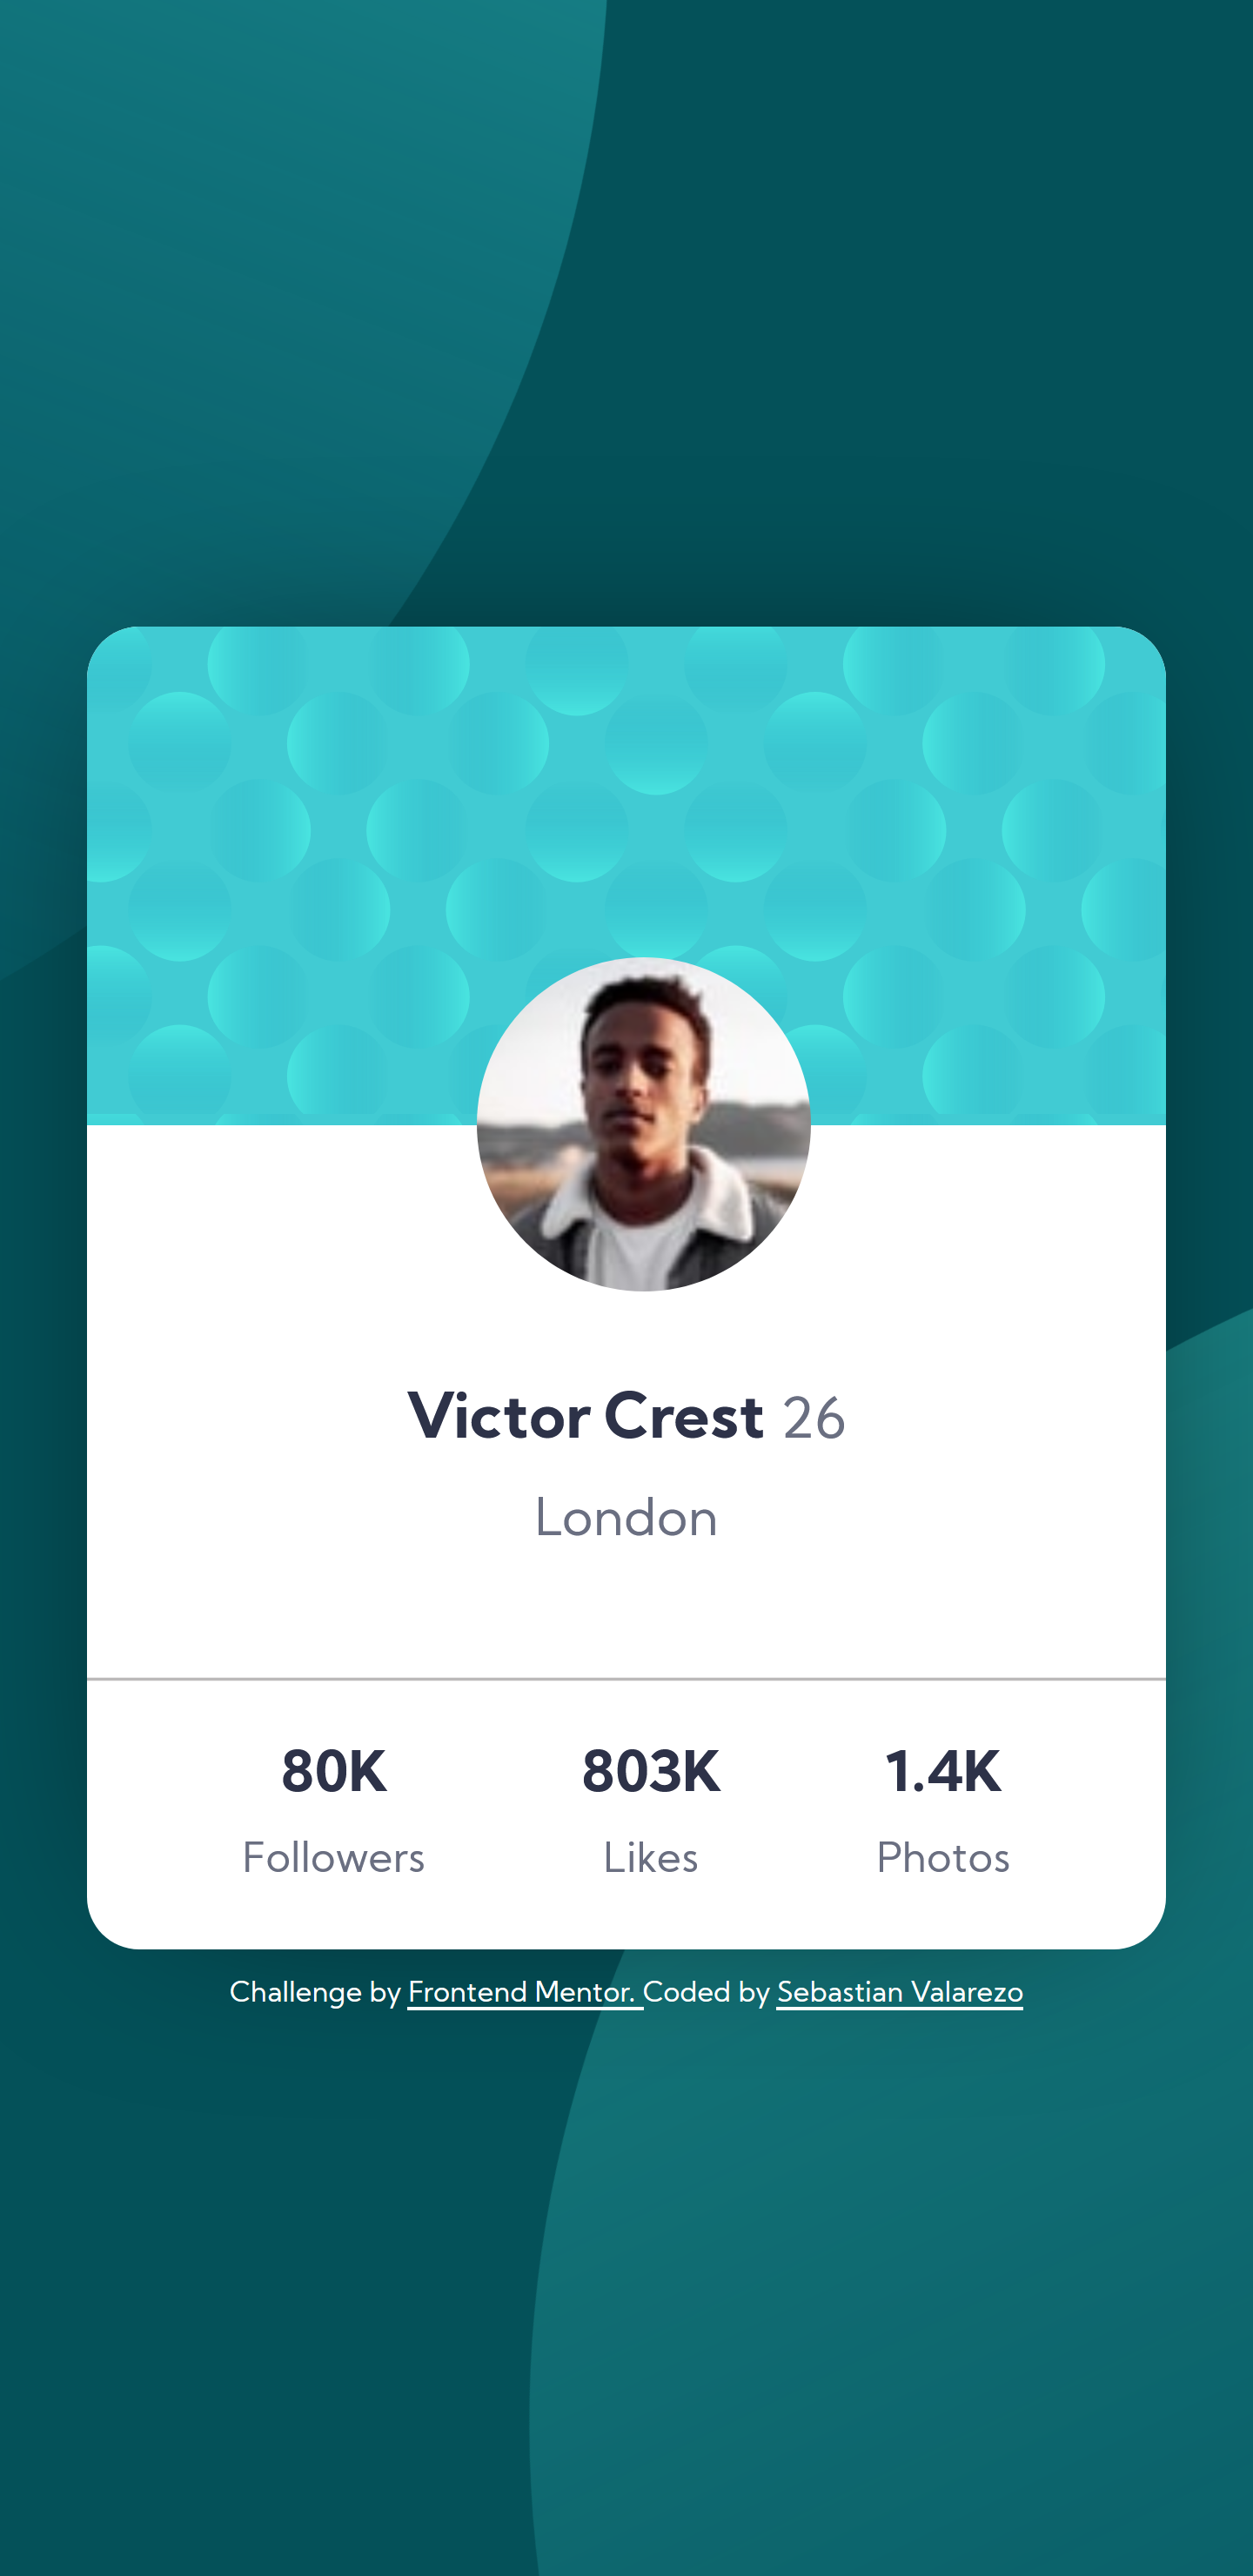 Victor Crest 26
London
80K 803K 1.4K
Followers Likes Photos
Challenge by Frontend Mentor. Coded by Sebastian Valarezo